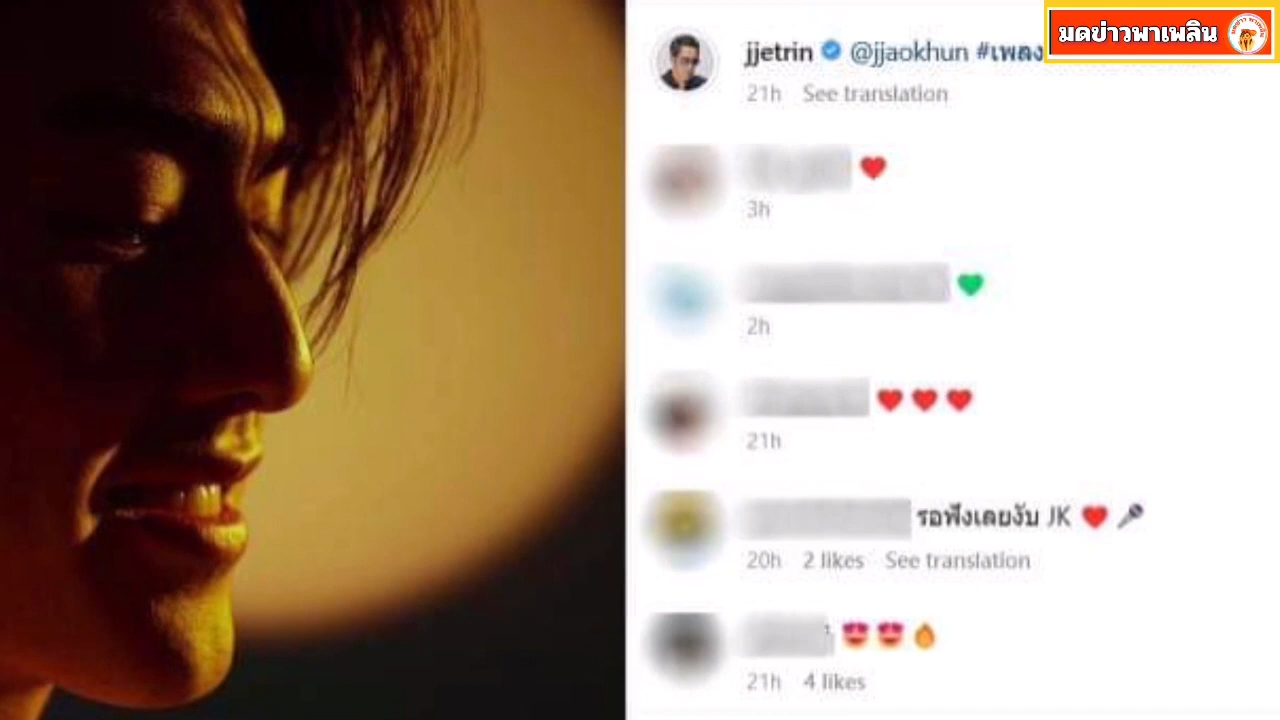 มดข่าวพาเพลิน
jjetrin @jjaokhun #เพลง
21h See translation
3h
2h
21h
รอฟังเลยงับ JK
20h 2 likes See translation
21h 4 likes